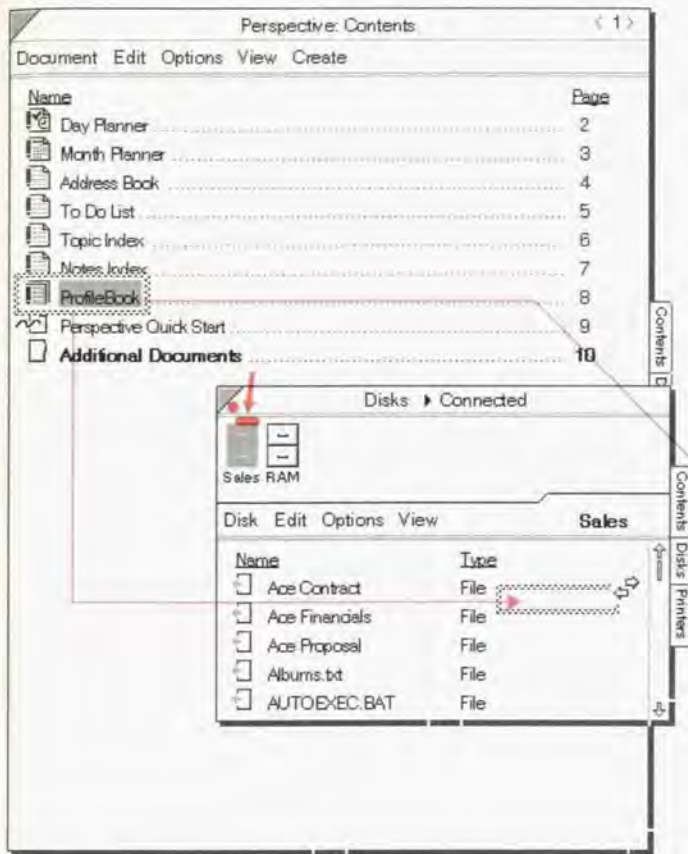 Perspective: Contents < 1 >
Document Edit Options View Create
Name Page
Day Planner 2
Month Planner 3
Address Book 4
To Do List 5
Topic Index 6
Notes Index 7
ProfileBook 8
Perspective Quick Start 9
Additional Documents 10
Contents
Disks ▸ Connected
Sales RAM
Disk Edit Options View Sales
Name Type
Ace Contract File
Ace Financials File
Ace Proposal File
Albums.txt File
AUTOEXEC.BAT File
Contents
Disks
Printers